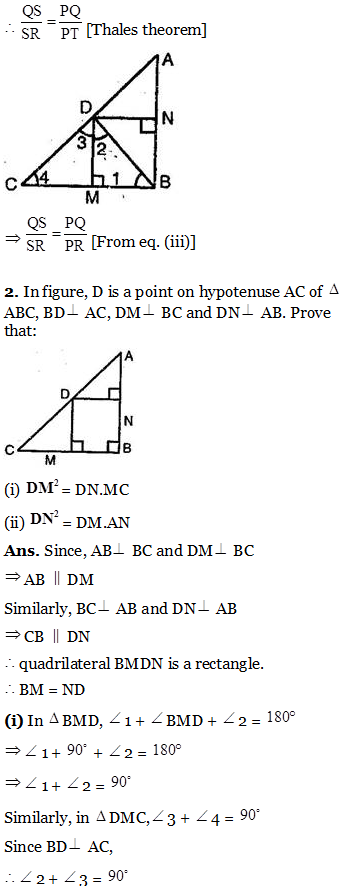 ∴ QS/SR = PQ/PT [Thales theorem]
A
D
N
3 2
C 4 1 B
M
⇒ QS/SR = PQ/PR [From eq. (iii)]
2. In figure, D is a point on hypotenuse AC of Δ
ABC, BD⊥ AC, DM⊥ BC and DN⊥ AB. Prove
that:
A
D
N
C B
M
(i) DM² = DN.MC
(ii) DN² = DM.AN
Ans. Since, AB⊥ BC and DM⊥ BC
⇒ AB ∥ DM
Similarly, BC⊥ AB and DN⊥ AB
⇒ CB ∥ DN
∴ quadrilateral BMDN is a rectangle.
∴ BM = ND
(i) In ΔBMD, ∠1 + ∠BMD + ∠2 = 180°
⇒ ∠1 + 90° + ∠2 = 180°
⇒ ∠1 + ∠2 = 90°
Similarly, in ΔDMC, ∠3 + ∠4 = 90°
Since BD⊥ AC,
∴ ∠2 + ∠3 = 90°